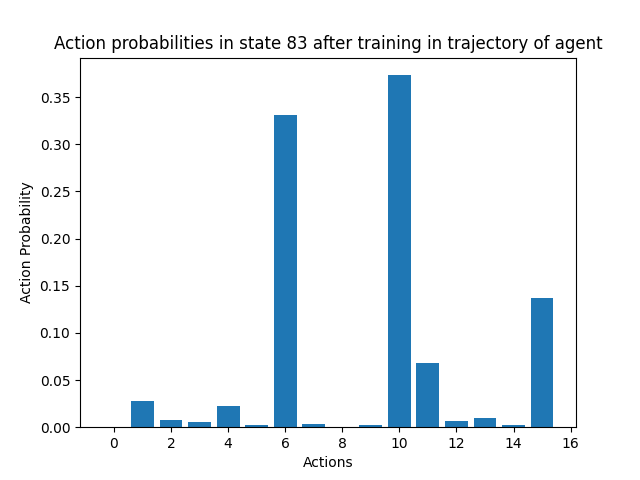 Action probabilities in state 83 after training in trajectory of agent
0.35
0.30
0.25
0.20
0.15
0.10
0.05
0.00
Action Probability
0 2 4 6 8 10 12 14 16
Actions